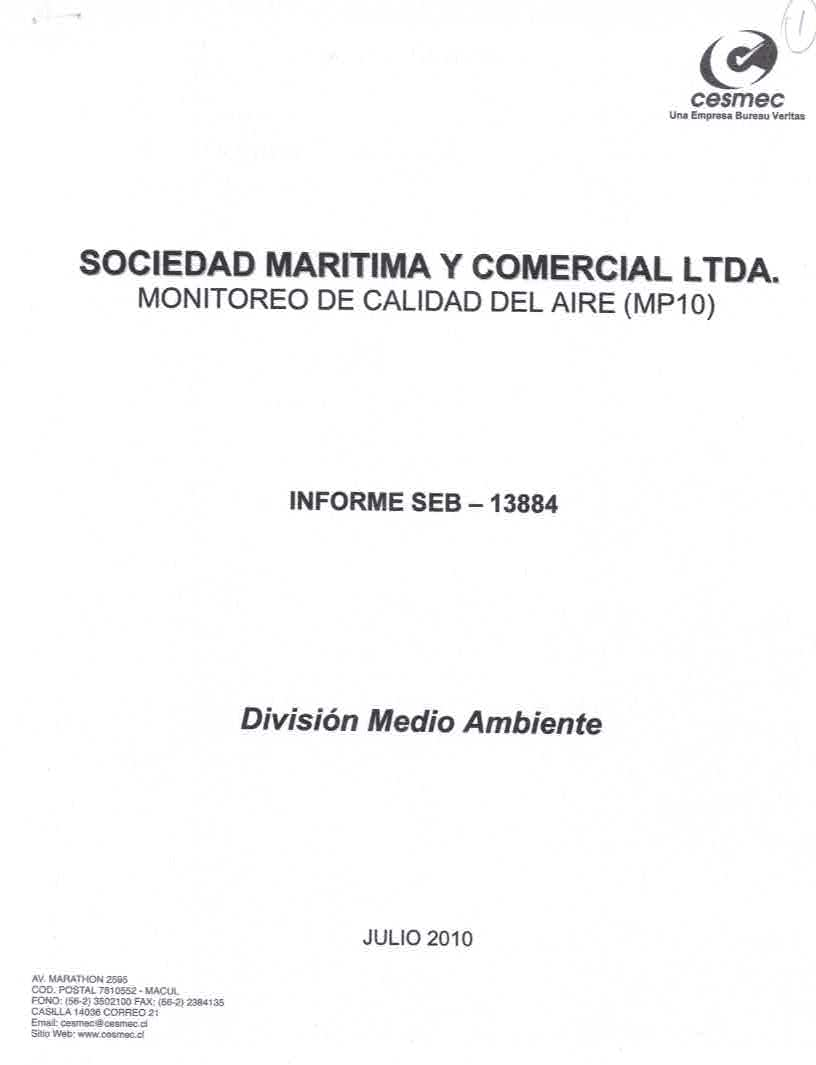 1
cesmec
Una Empresa Bureau Veritas
SOCIEDAD MARITIMA Y COMERCIAL LTDA.
MONITOREO DE CALIDAD DEL AIRE (MP10)
INFORME SEB – 13884
División Medio Ambiente
JULIO 2010
AV. MARATHON 2595
COD. POSTAL 7810552 - MACUL
FONO: (56-2) 3502100 FAX: (56-2) 2384135
CASILLA 14036 CORREO 21
Email: cesmec@cesmec.cl
Sitio Web: www.cesmec.cl